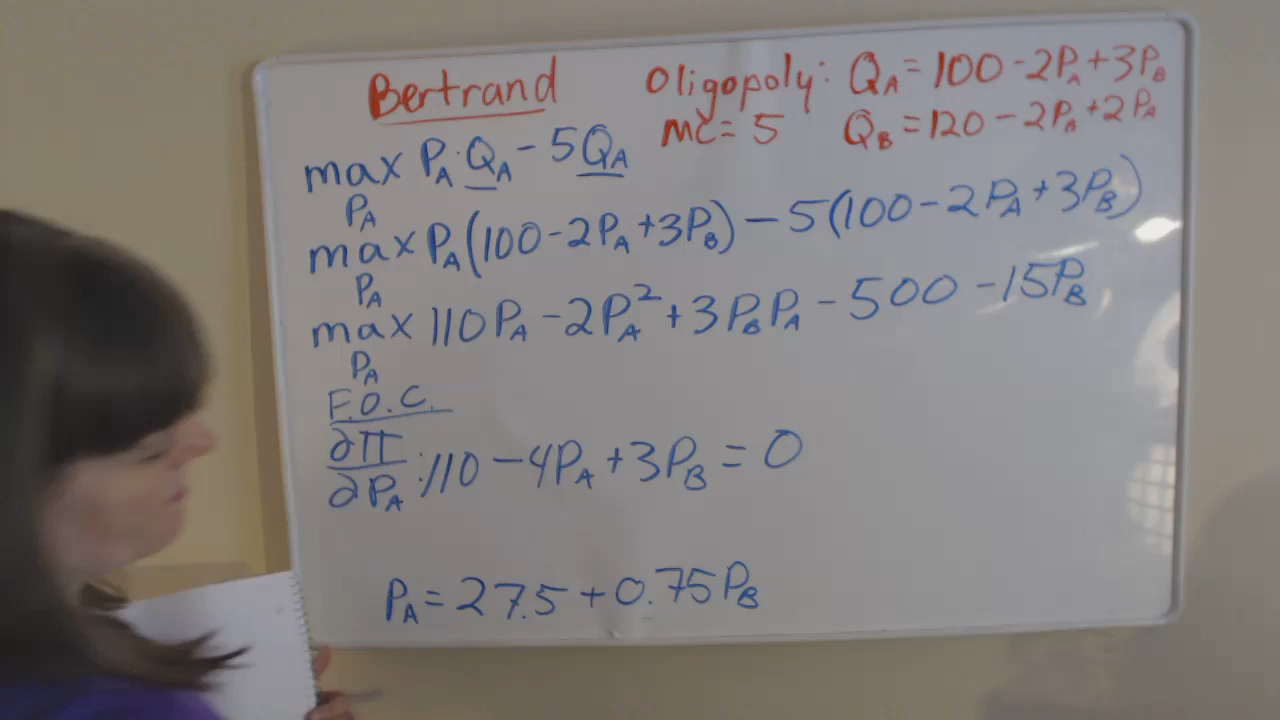 Bertrand
Oligopoly: Q_A = 100 - 2P_A + 3P_B
mc = 5 Q_B = 120 - 2P_B + 2P_A
max P_A · Q_A - 5Q_A
P_A
max P_A(100 - 2P_A + 3P_B) - 5(100 - 2P_A + 3P_B)
P_A
max 110P_A - 2P_A² + 3P_B P_A - 500 - 15P_B
P_A
F.O.C.
∂π/∂P_A : 110 - 4P_A + 3P_B = 0
P_A = 27.5 + 0.75P_B